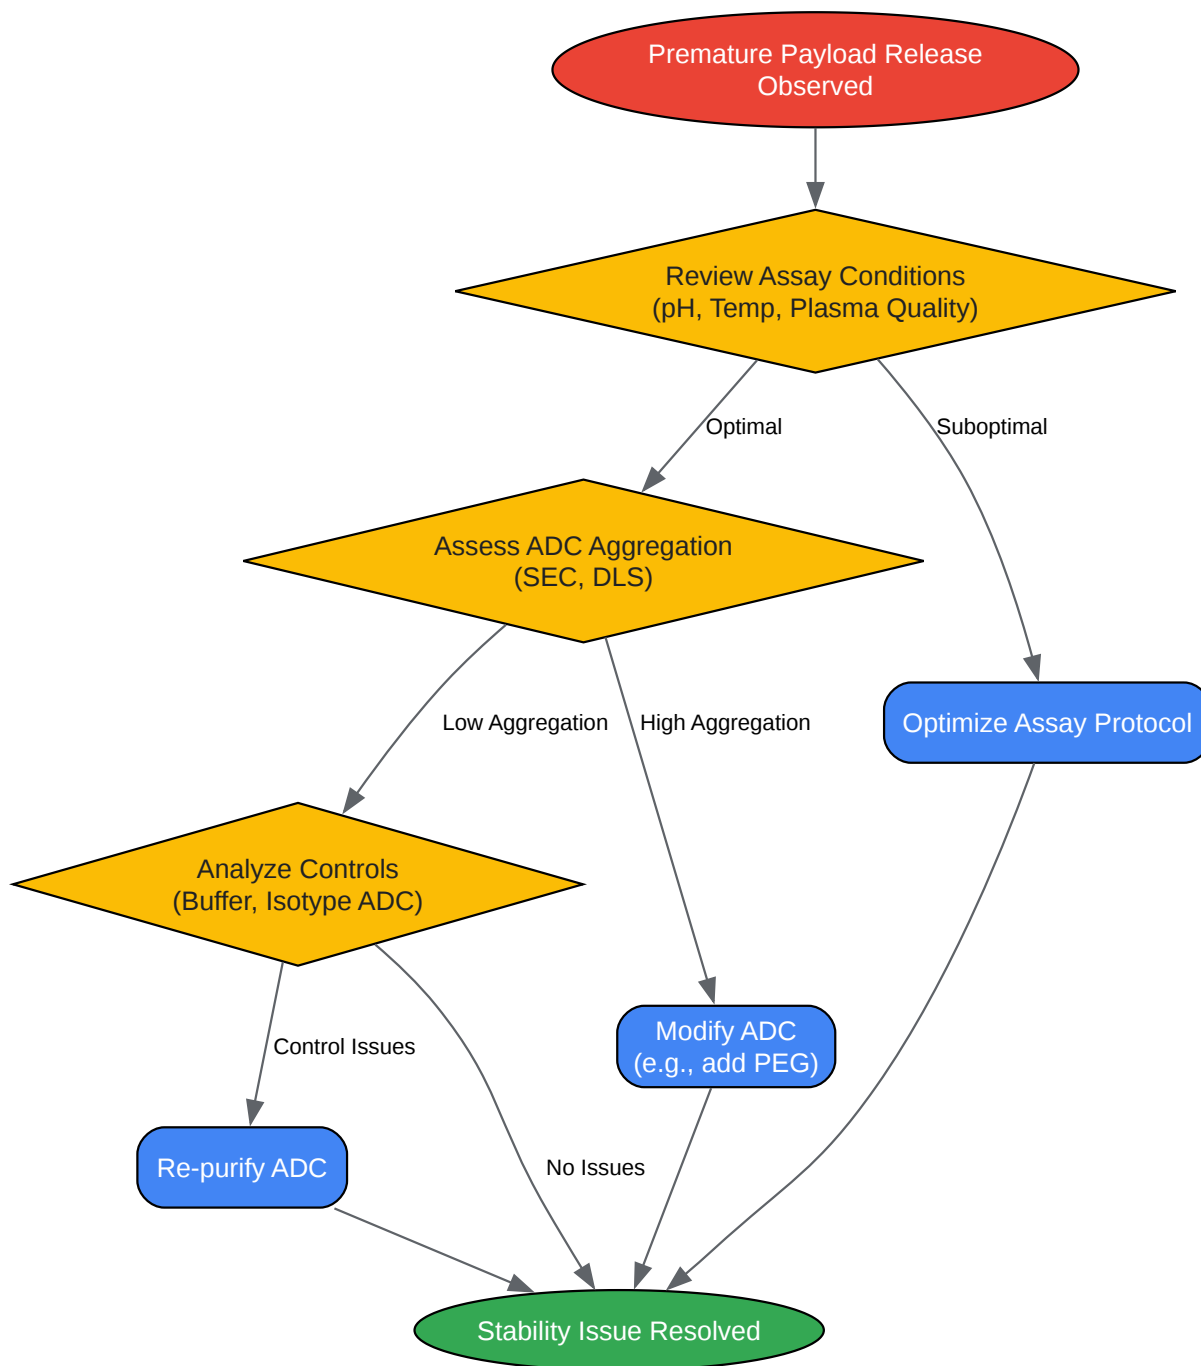 Premature Payload Release
Observed
Review Assay Conditions
(pH, Temp, Plasma Quality)
Optimal
Suboptimal
Assess ADC Aggregation
(SEC, DLS)
Low Aggregation
High Aggregation
Optimize Assay Protocol
Analyze Controls
(Buffer, Isotype ADC)
Modify ADC
(e.g., add PEG)
Control Issues
Re-purify ADC
No Issues
Stability Issue Resolved